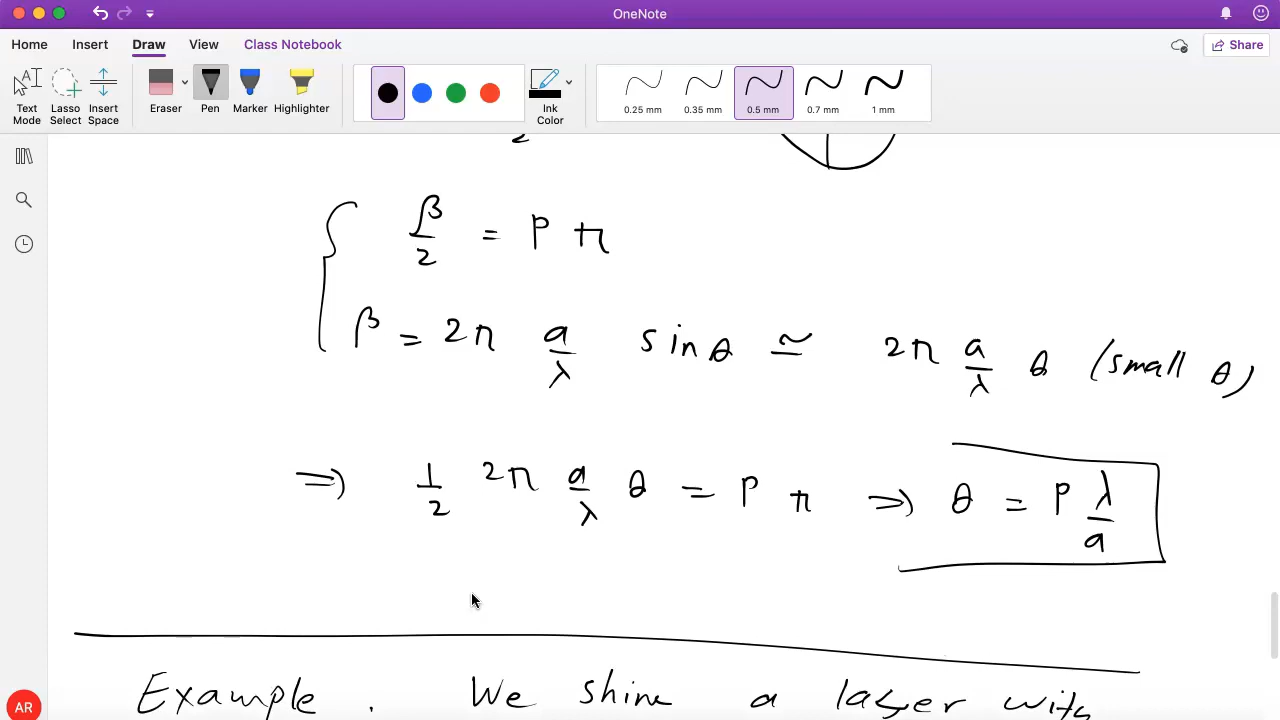 OneNote
Home Insert Draw View Class Notebook Share
Text Mode Lasso Select Insert Space Eraser Pen Marker Highlighter Ink Color 0.25 mm 0.35 mm 0.5 mm 0.7 mm 1 mm
2
β/2 = P π
β = 2π a/λ sin θ ≃ 2π a/λ θ (small θ)
⇒ 1/2 2π a/λ θ = P π ⇒ θ = P λ/a
Example. We shine a laser with
AR